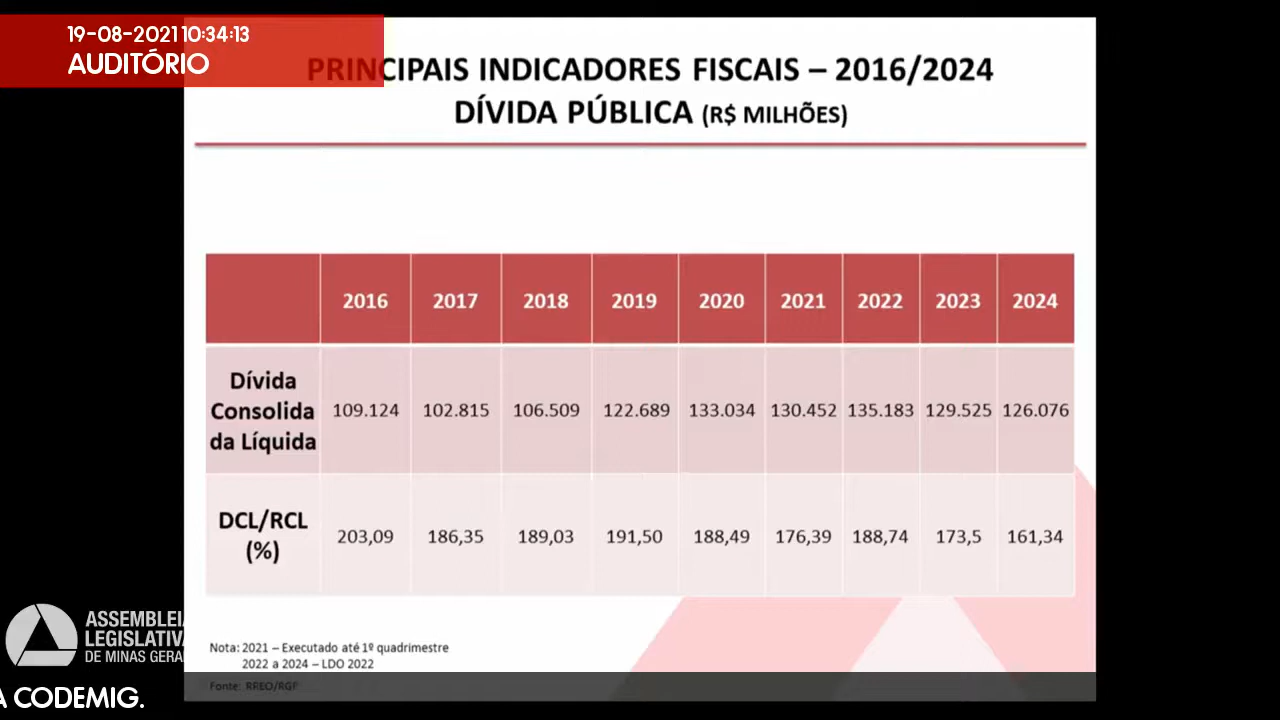 19-08-2021 10:34:13
AUDITÓRIO
PRINCIPAIS INDICADORES FISCAIS – 2016/2024
DÍVIDA PÚBLICA (R$ MILHÕES)
2016 2017 2018 2019 2020 2021 2022 2023 2024
Dívida
Consolida
da Líquida
109.124 102.815 106.509 122.689 133.034 130.452 135.183 129.525 126.076
DCL/RCL
(%)
203,09 186,35 189,03 191,50 188,49 176,39 188,74 173,5 161,34
Nota: 2021 – Executado até 1º quadrimestre
2022 a 2024 – LDO 2022
Fonte: RREO/RGF
ASSEMBLEIA
LEGISLATIVA
DE MINAS GERAI
A CODEMIG.